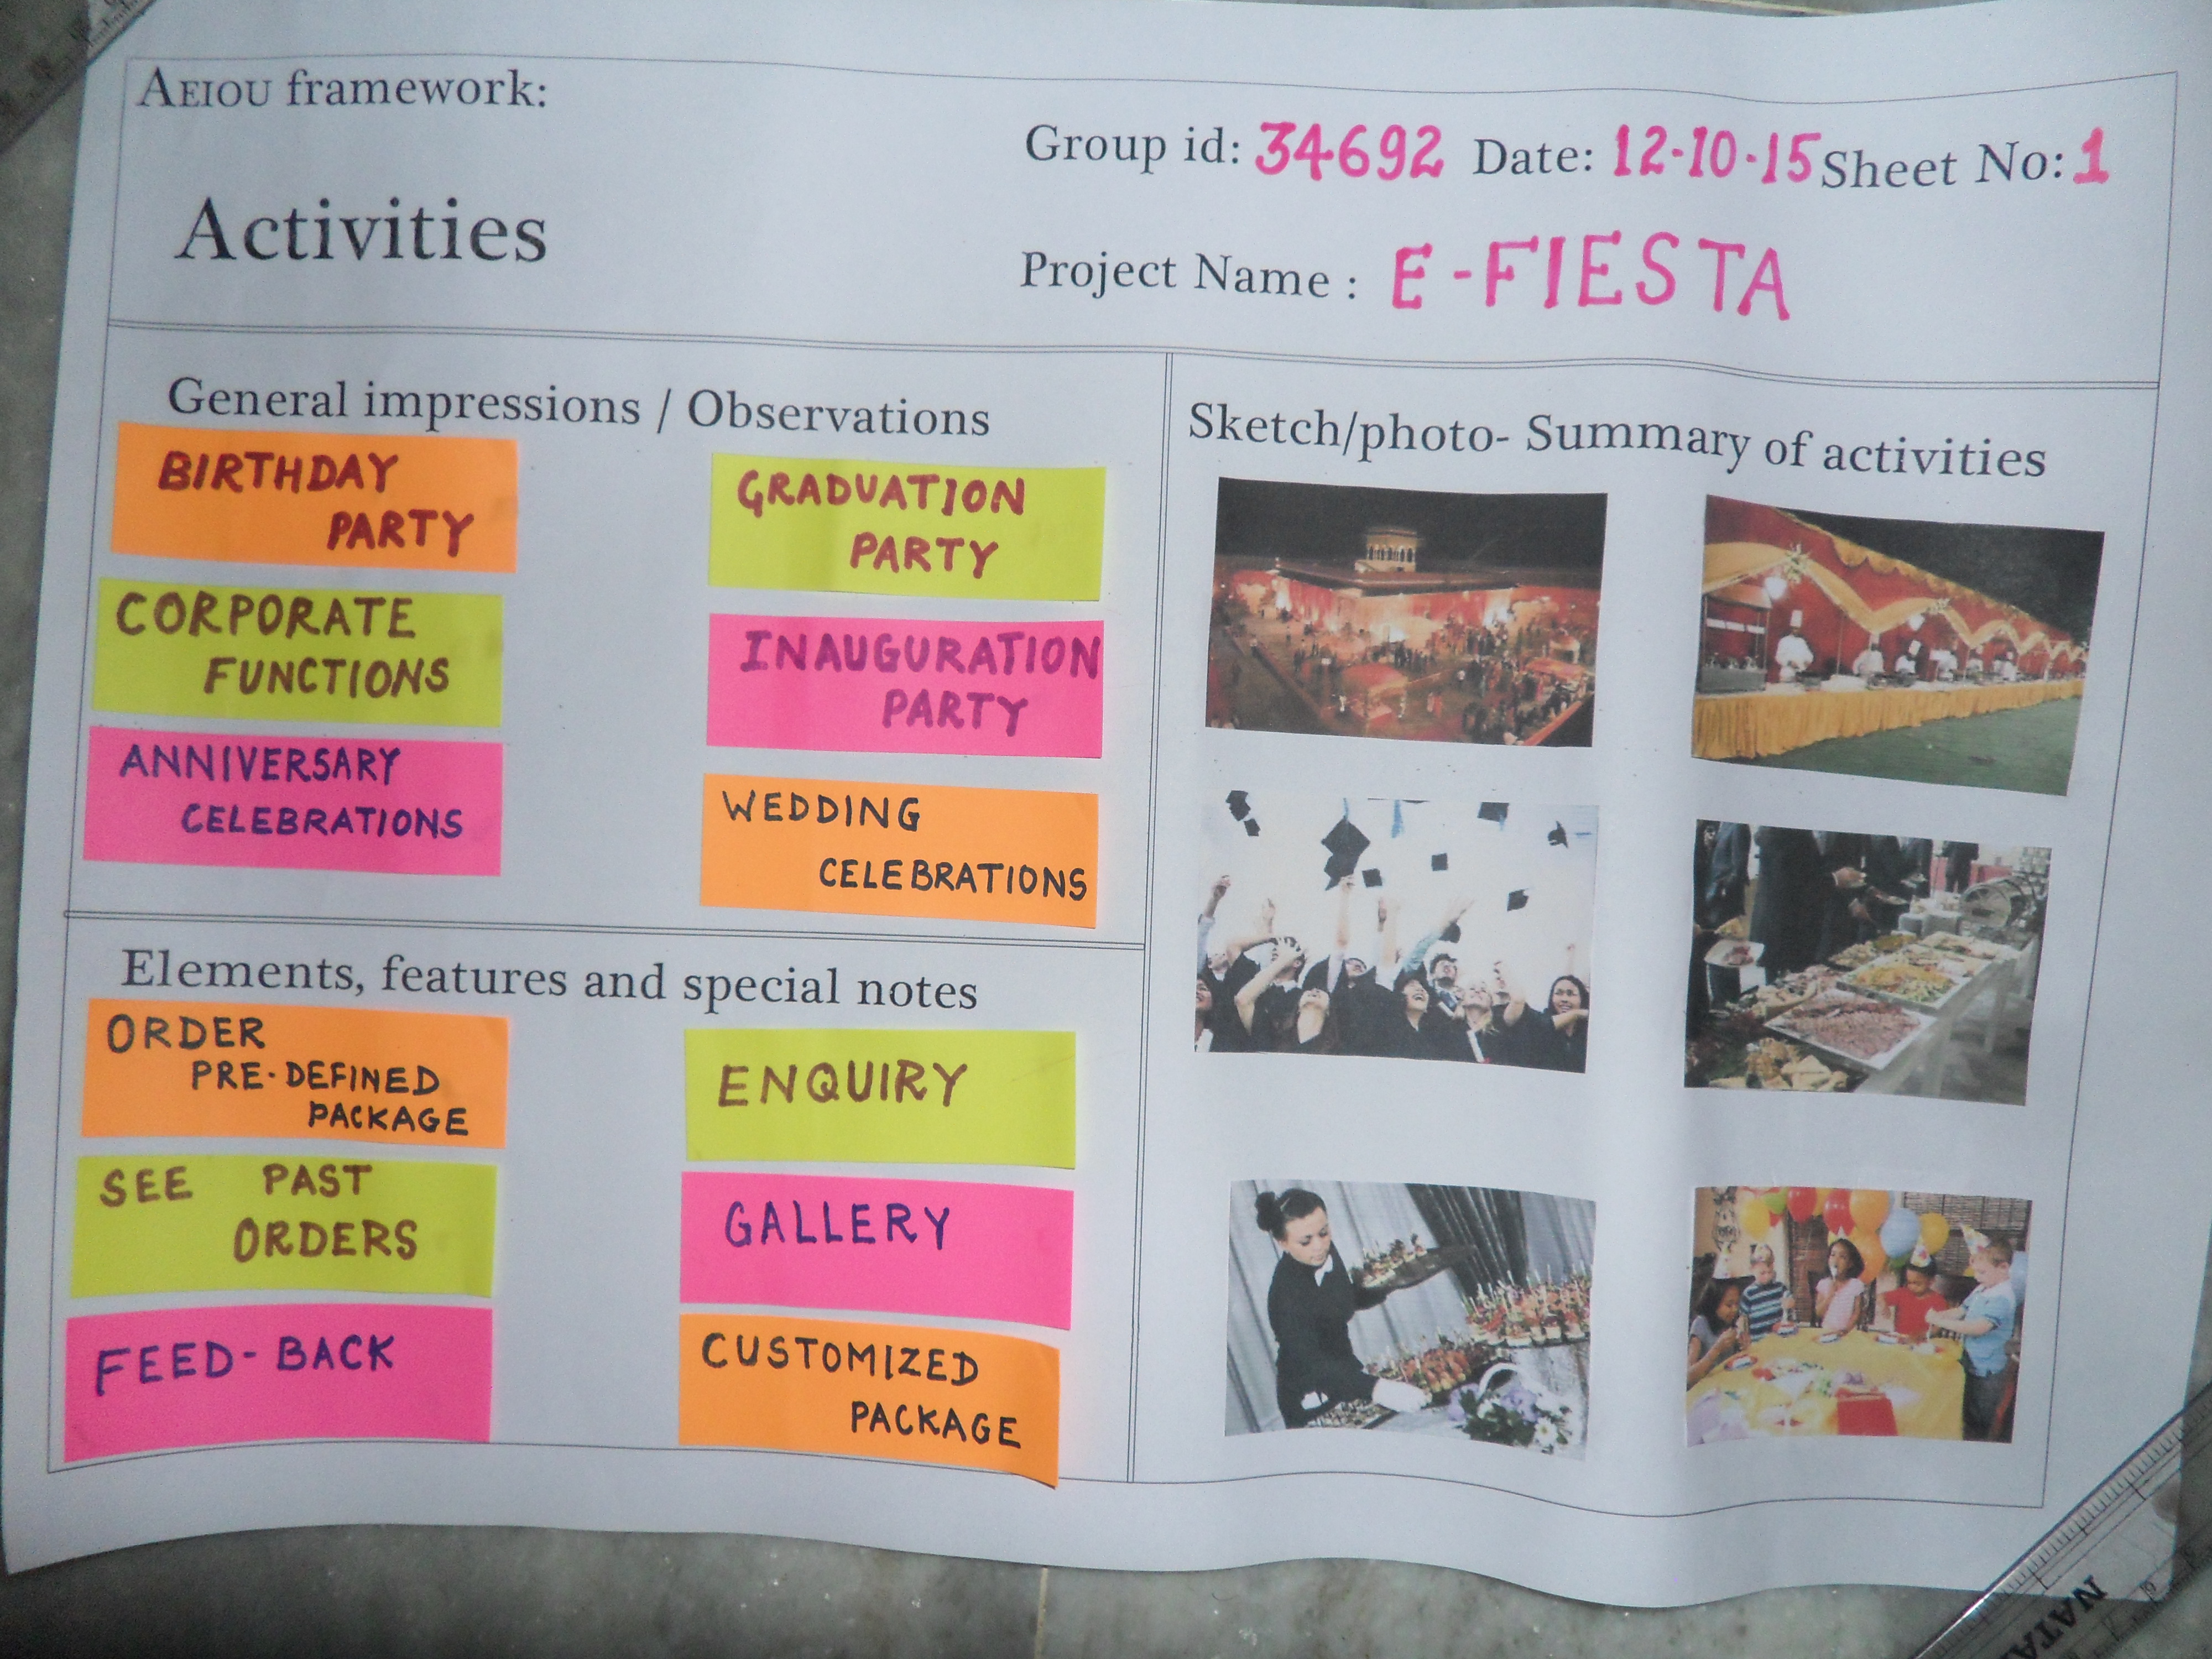 AEIOU framework:
Activities
Group id: 34692 Date: 12-10-15 Sheet No: 1
Project Name : E-FIESTA
General impressions / Observations
BIRTHDAY
PARTY
CORPORATE
FUNCTIONS
ANNIVERSARY
CELEBRATIONS
GRADUATION
PARTY
INAUGURATION
PARTY
WEDDING
CELEBRATIONS
Elements, features and special notes
ORDER
PRE-DEFINED
PACKAGE
SEE PAST
ORDERS
FEED-BACK
ENQUIRY
GALLERY
CUSTOMIZED
PACKAGE
Sketch/photo- Summary of activities